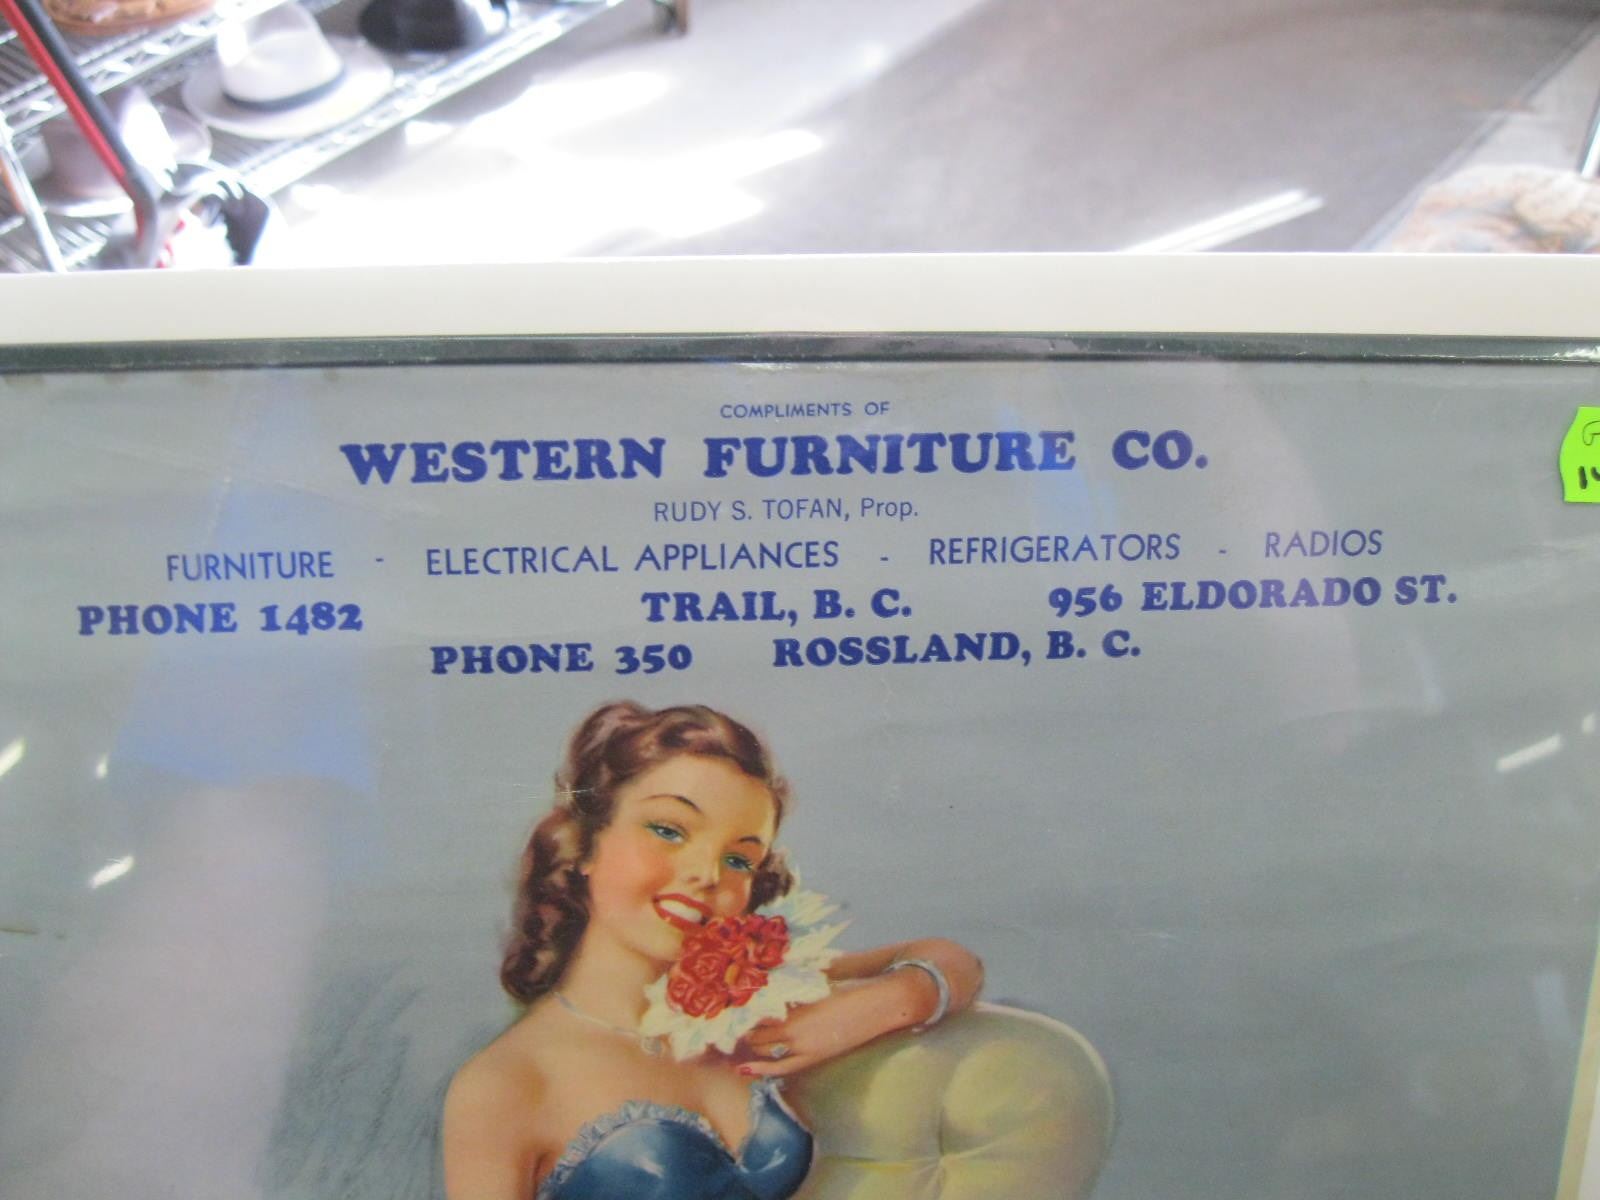 COMPLIMENTS OF
WESTERN FURNITURE CO.
RUDY S. TOFAN, Prop.
FURNITURE - ELECTRICAL APPLIANCES - REFRIGERATORS - RADIOS
PHONE 1482 TRAIL, B. C. 956 ELDORADO ST.
PHONE 350 ROSSLAND, B. C.